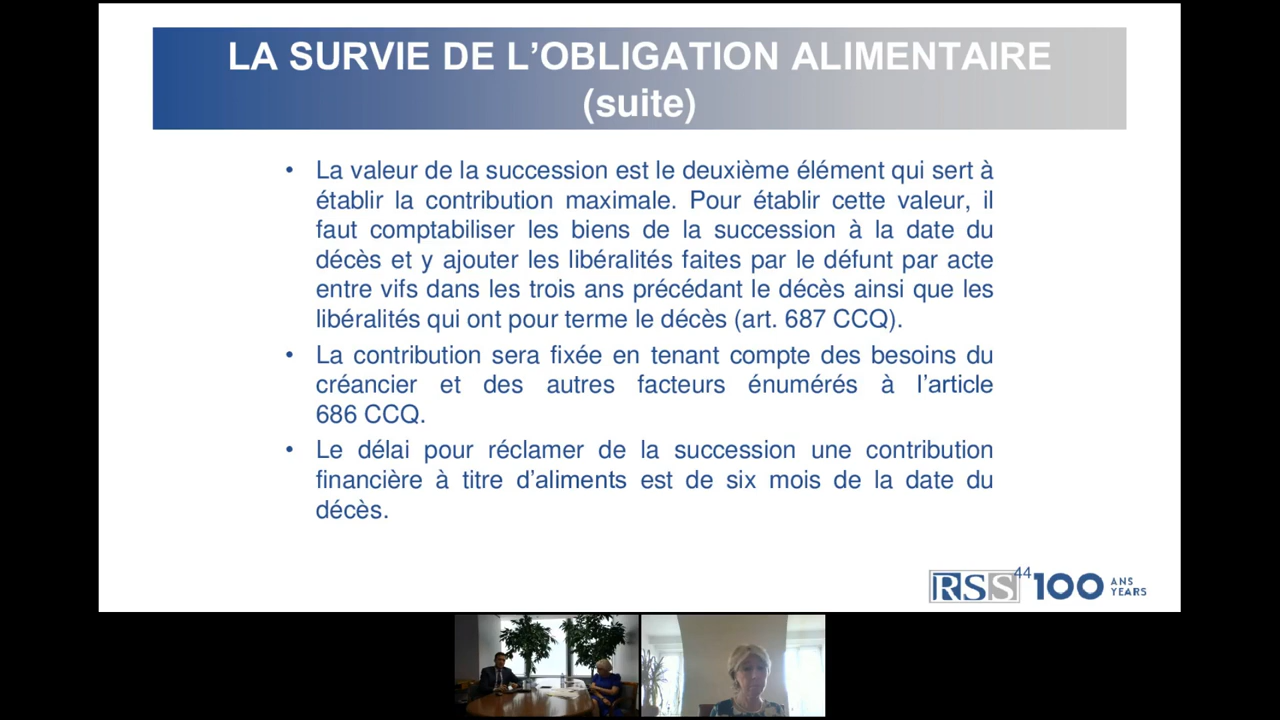 LA SURVIE DE L’OBLIGATION ALIMENTAIRE
(suite)
• La valeur de la succession est le deuxième élément qui sert à
établir la contribution maximale. Pour établir cette valeur, il
faut comptabiliser les biens de la succession à la date du
décès et y ajouter les libéralités faites par le défunt par acte
entre vifs dans les trois ans précédant le décès ainsi que les
libéralités qui ont pour terme le décès (art. 687 CCQ).
• La contribution sera fixée en tenant compte des besoins du
créancier et des autres facteurs énumérés à l’article
686 CCQ.
• Le délai pour réclamer de la succession une contribution
financière à titre d’aliments est de six mois de la date du
décès.
44
RSS 100 ANS
YEARS